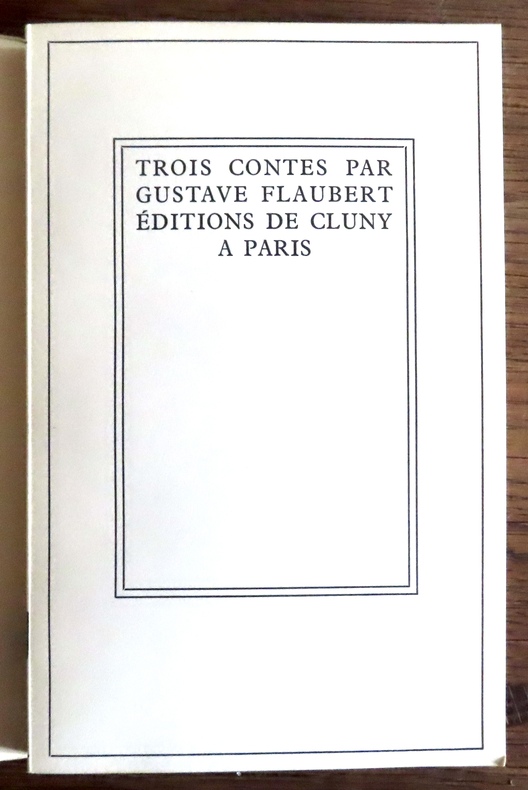 TROIS CONTES PAR
GUSTAVE FLAUBERT
ÉDITIONS DE CLUNY
A PARIS